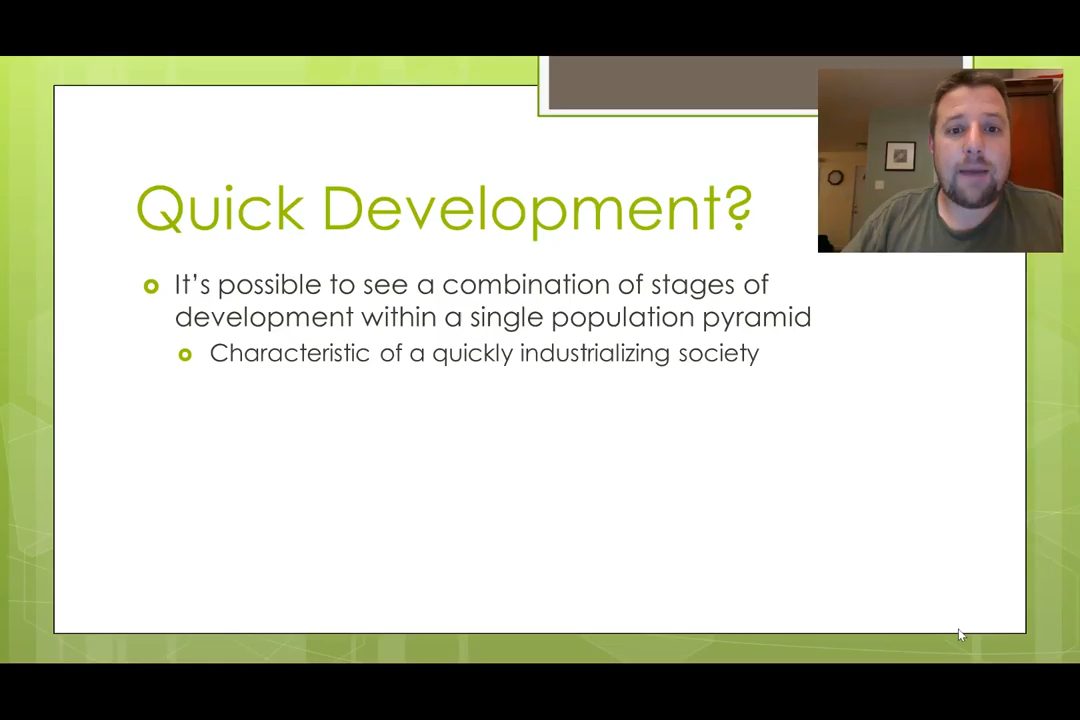 Quick Development?
It's possible to see a combination of stages of
development within a single population pyramid
Characteristic of a quickly industrializing society